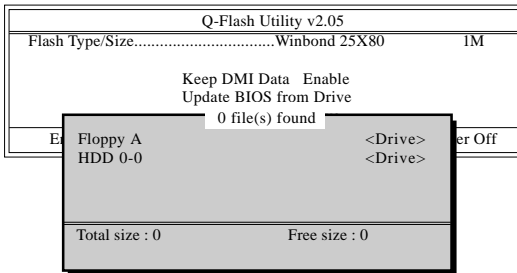 Q-Flash Utility v2.05
Flash Type/Size.................................Winbond 25X80 1M
Keep DMI Data Enable
Update BIOS from Drive
0 file(s) found
Floppy A <Drive>
HDD 0-0 <Drive>
Off
Total size : 0 Free size : 0